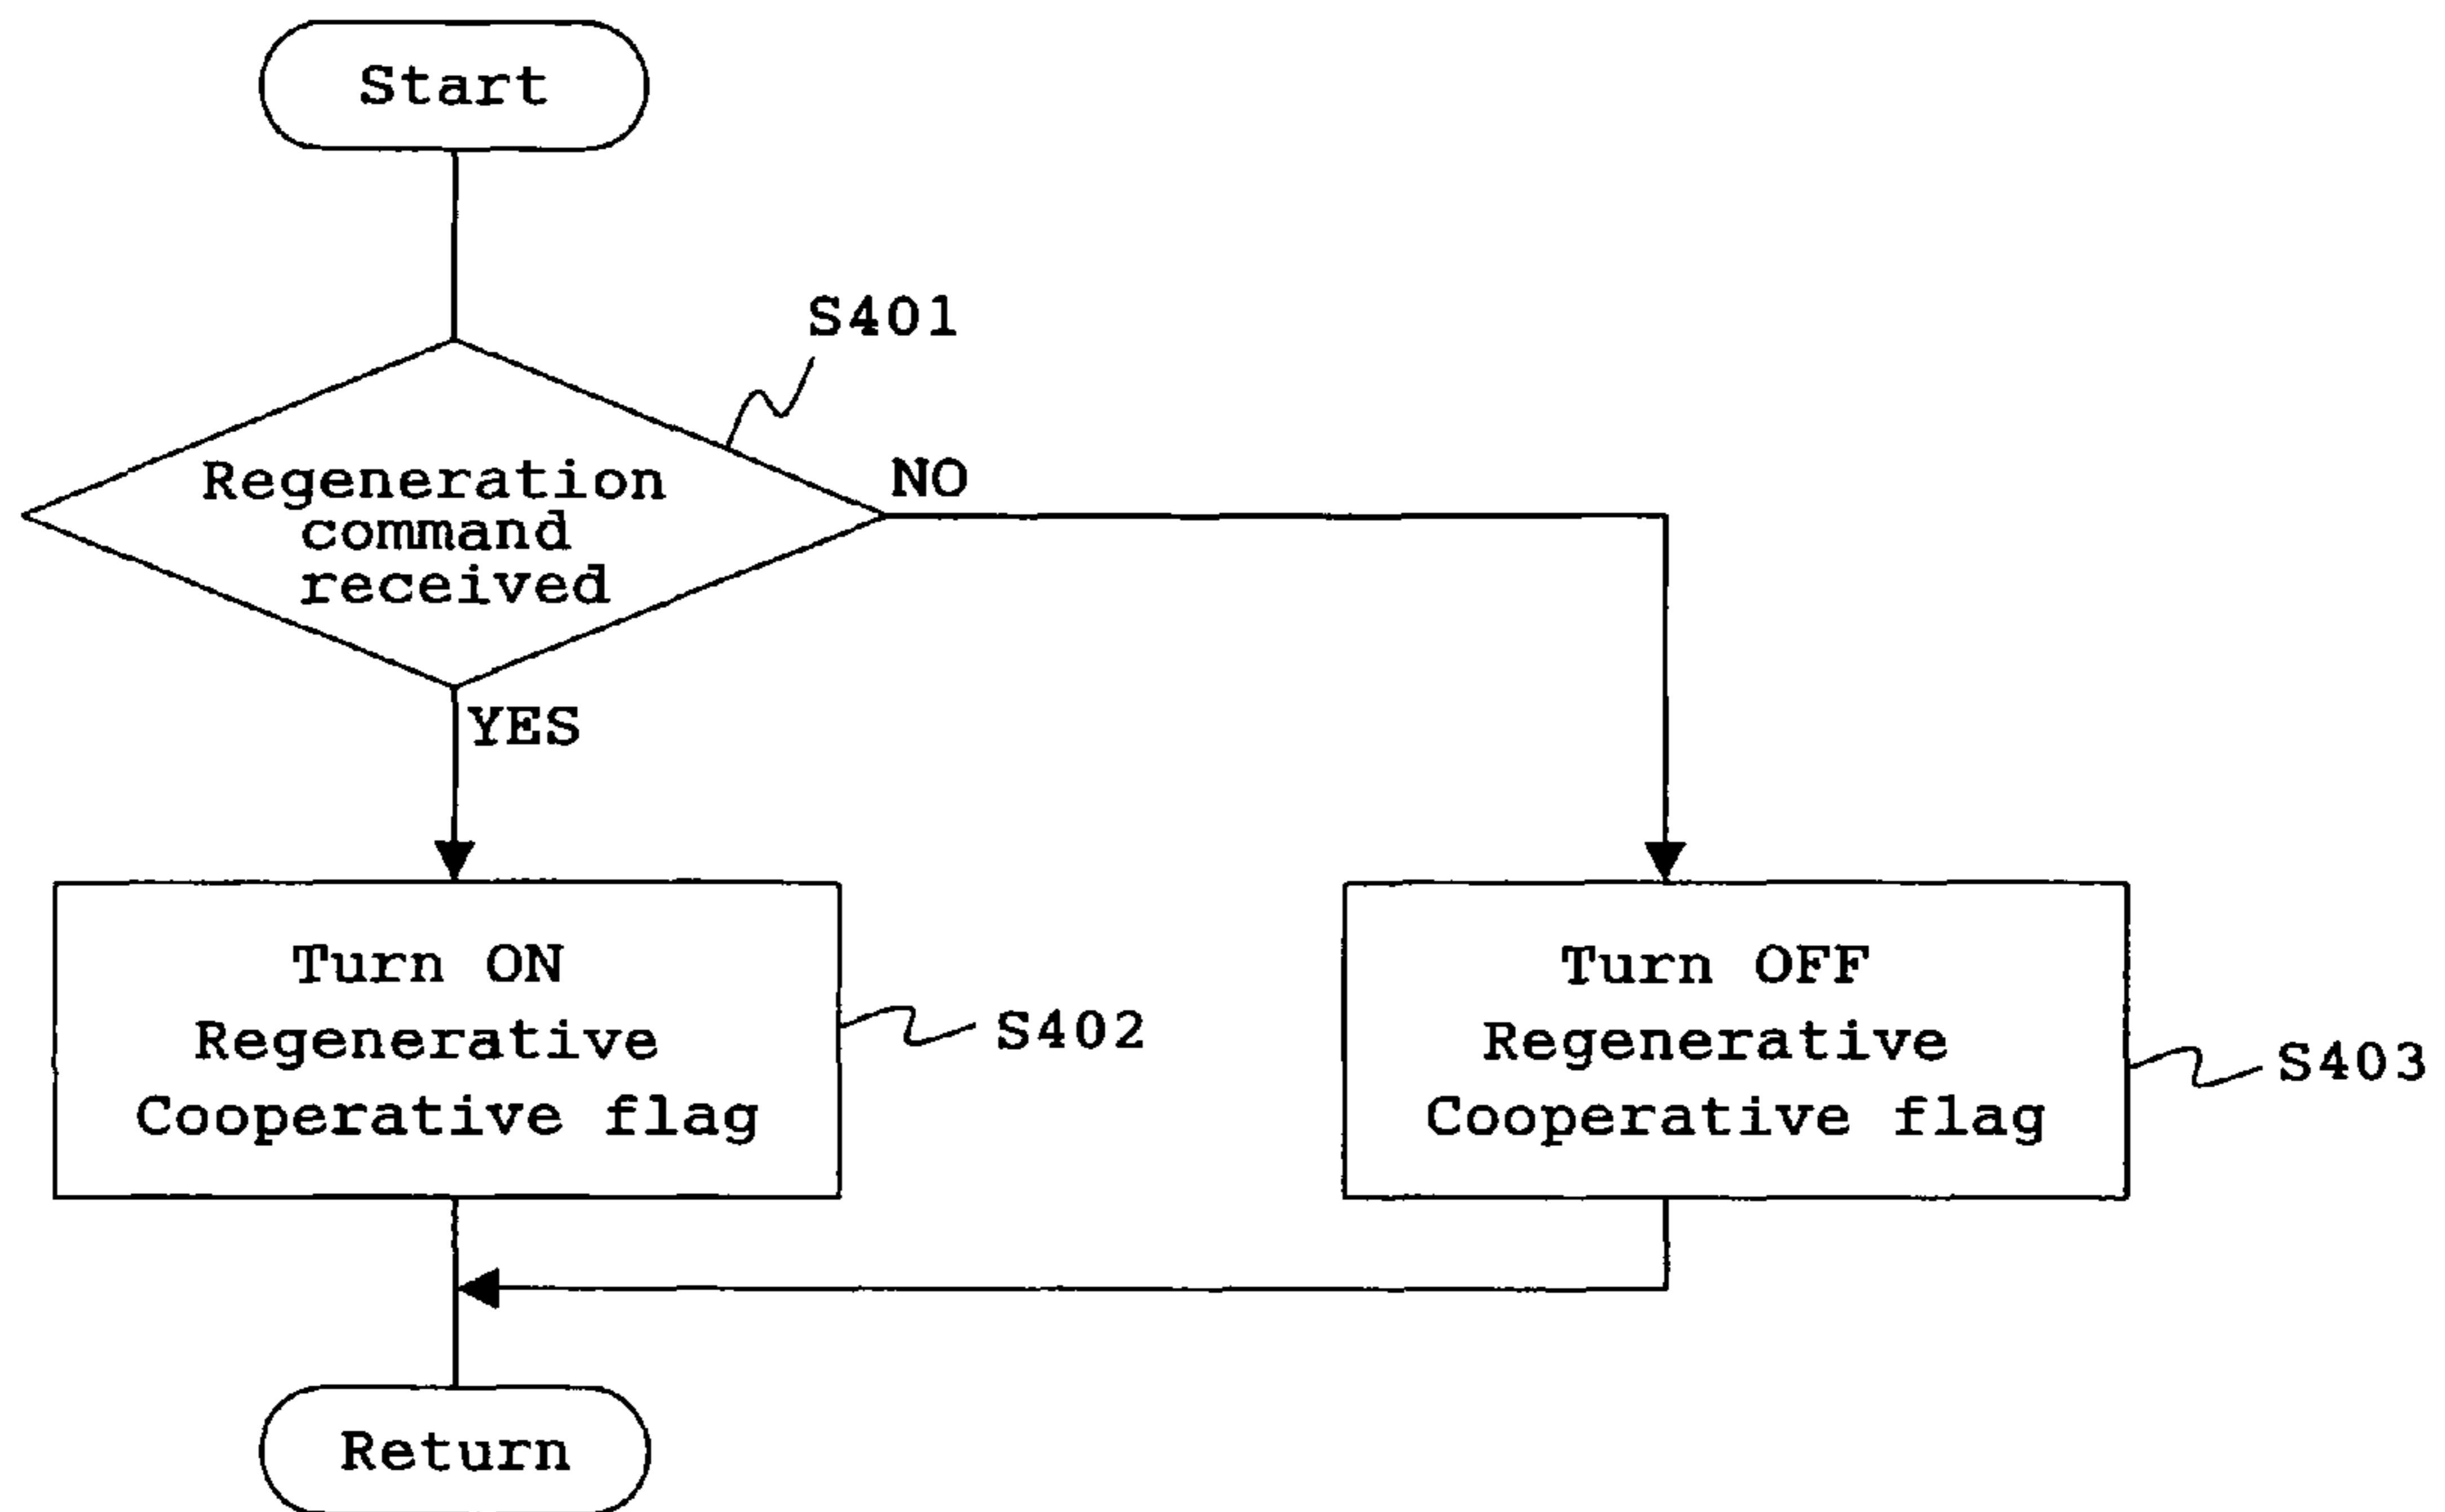 Start
S401
Regeneration
command
received
NO
YES
Turn ON
Regenerative
Cooperative flag
S402
Turn OFF
Regenerative
Cooperative flag
S403
Return